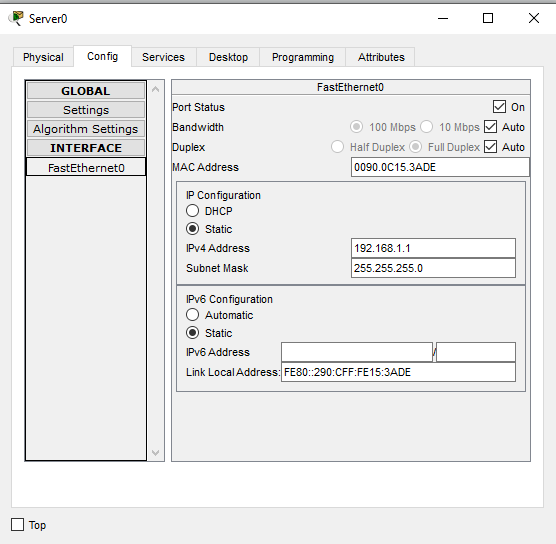 Server0
Physical Config Services Desktop Programming Attributes
GLOBAL
Settings
Algorithm Settings
INTERFACE
FastEthernet0
FastEthernet0
Port Status On
Bandwidth 100 Mbps 10 Mbps Auto
Duplex Half Duplex Full Duplex Auto
MAC Address 0090.0C15.3ADE
IP Configuration
DHCP
Static
IPv4 Address 192.168.1.1
Subnet Mask 255.255.255.0
IPv6 Configuration
Automatic
Static
IPv6 Address /
Link Local Address: FE80::290:CFF:FE15:3ADE
Top